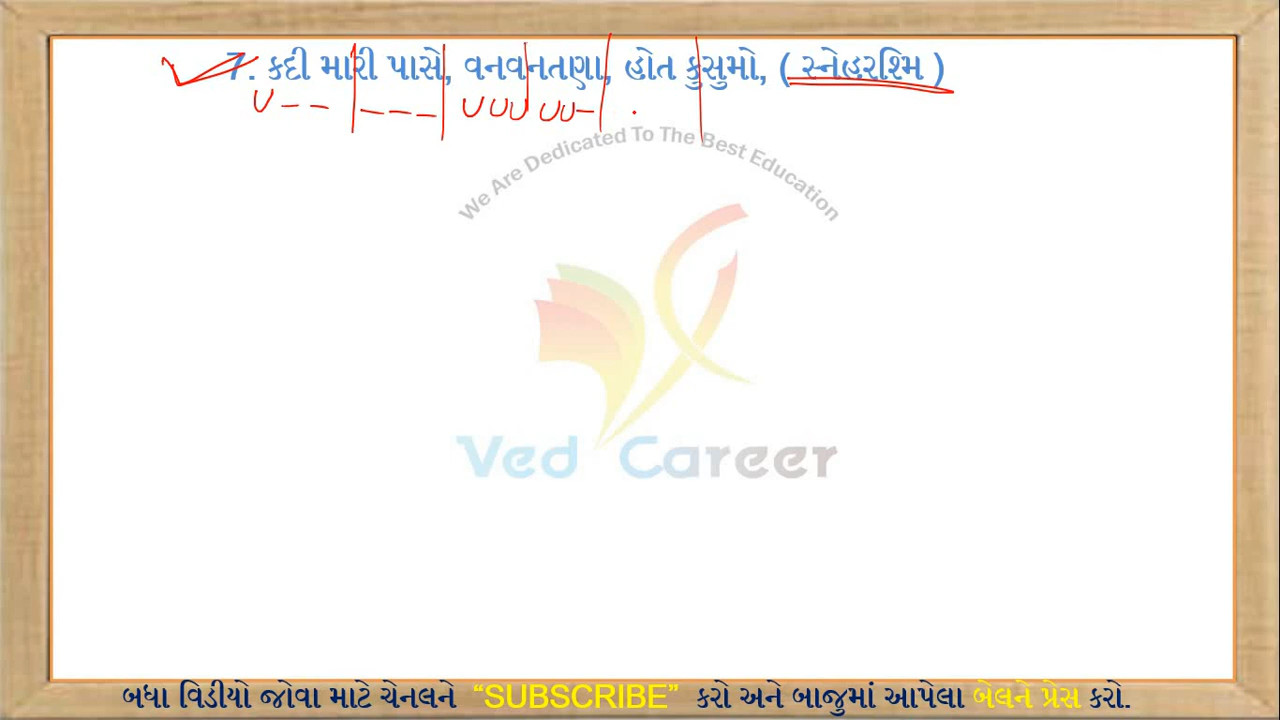 7. કદી મારી પાસે, વનવનતણા, હોત કુસુમો, ( સ્નેહરશ્મિ )
U _ _ _ _ _ U U U U U _ .
We Are Dedicated To The Best Education
Ved Career
બધા વિડીયો જોવા માટે ચેનલને “SUBSCRIBE” કરો અને બાજુમાં આપેલા બેલને પ્રેસ કરો.